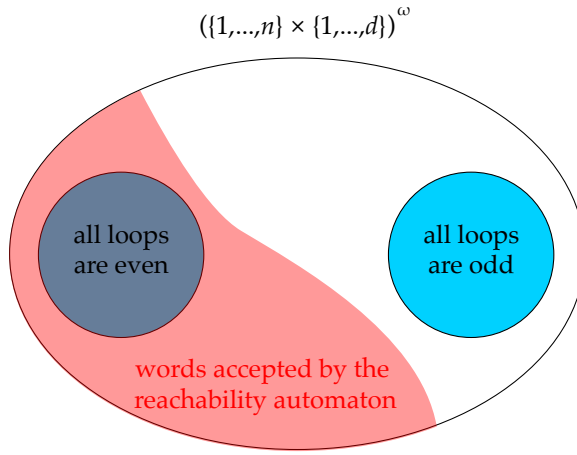 ({1,...,n} × {1,...,d})^ω
all loops
are even
all loops
are odd
words accepted by the
reachability automaton